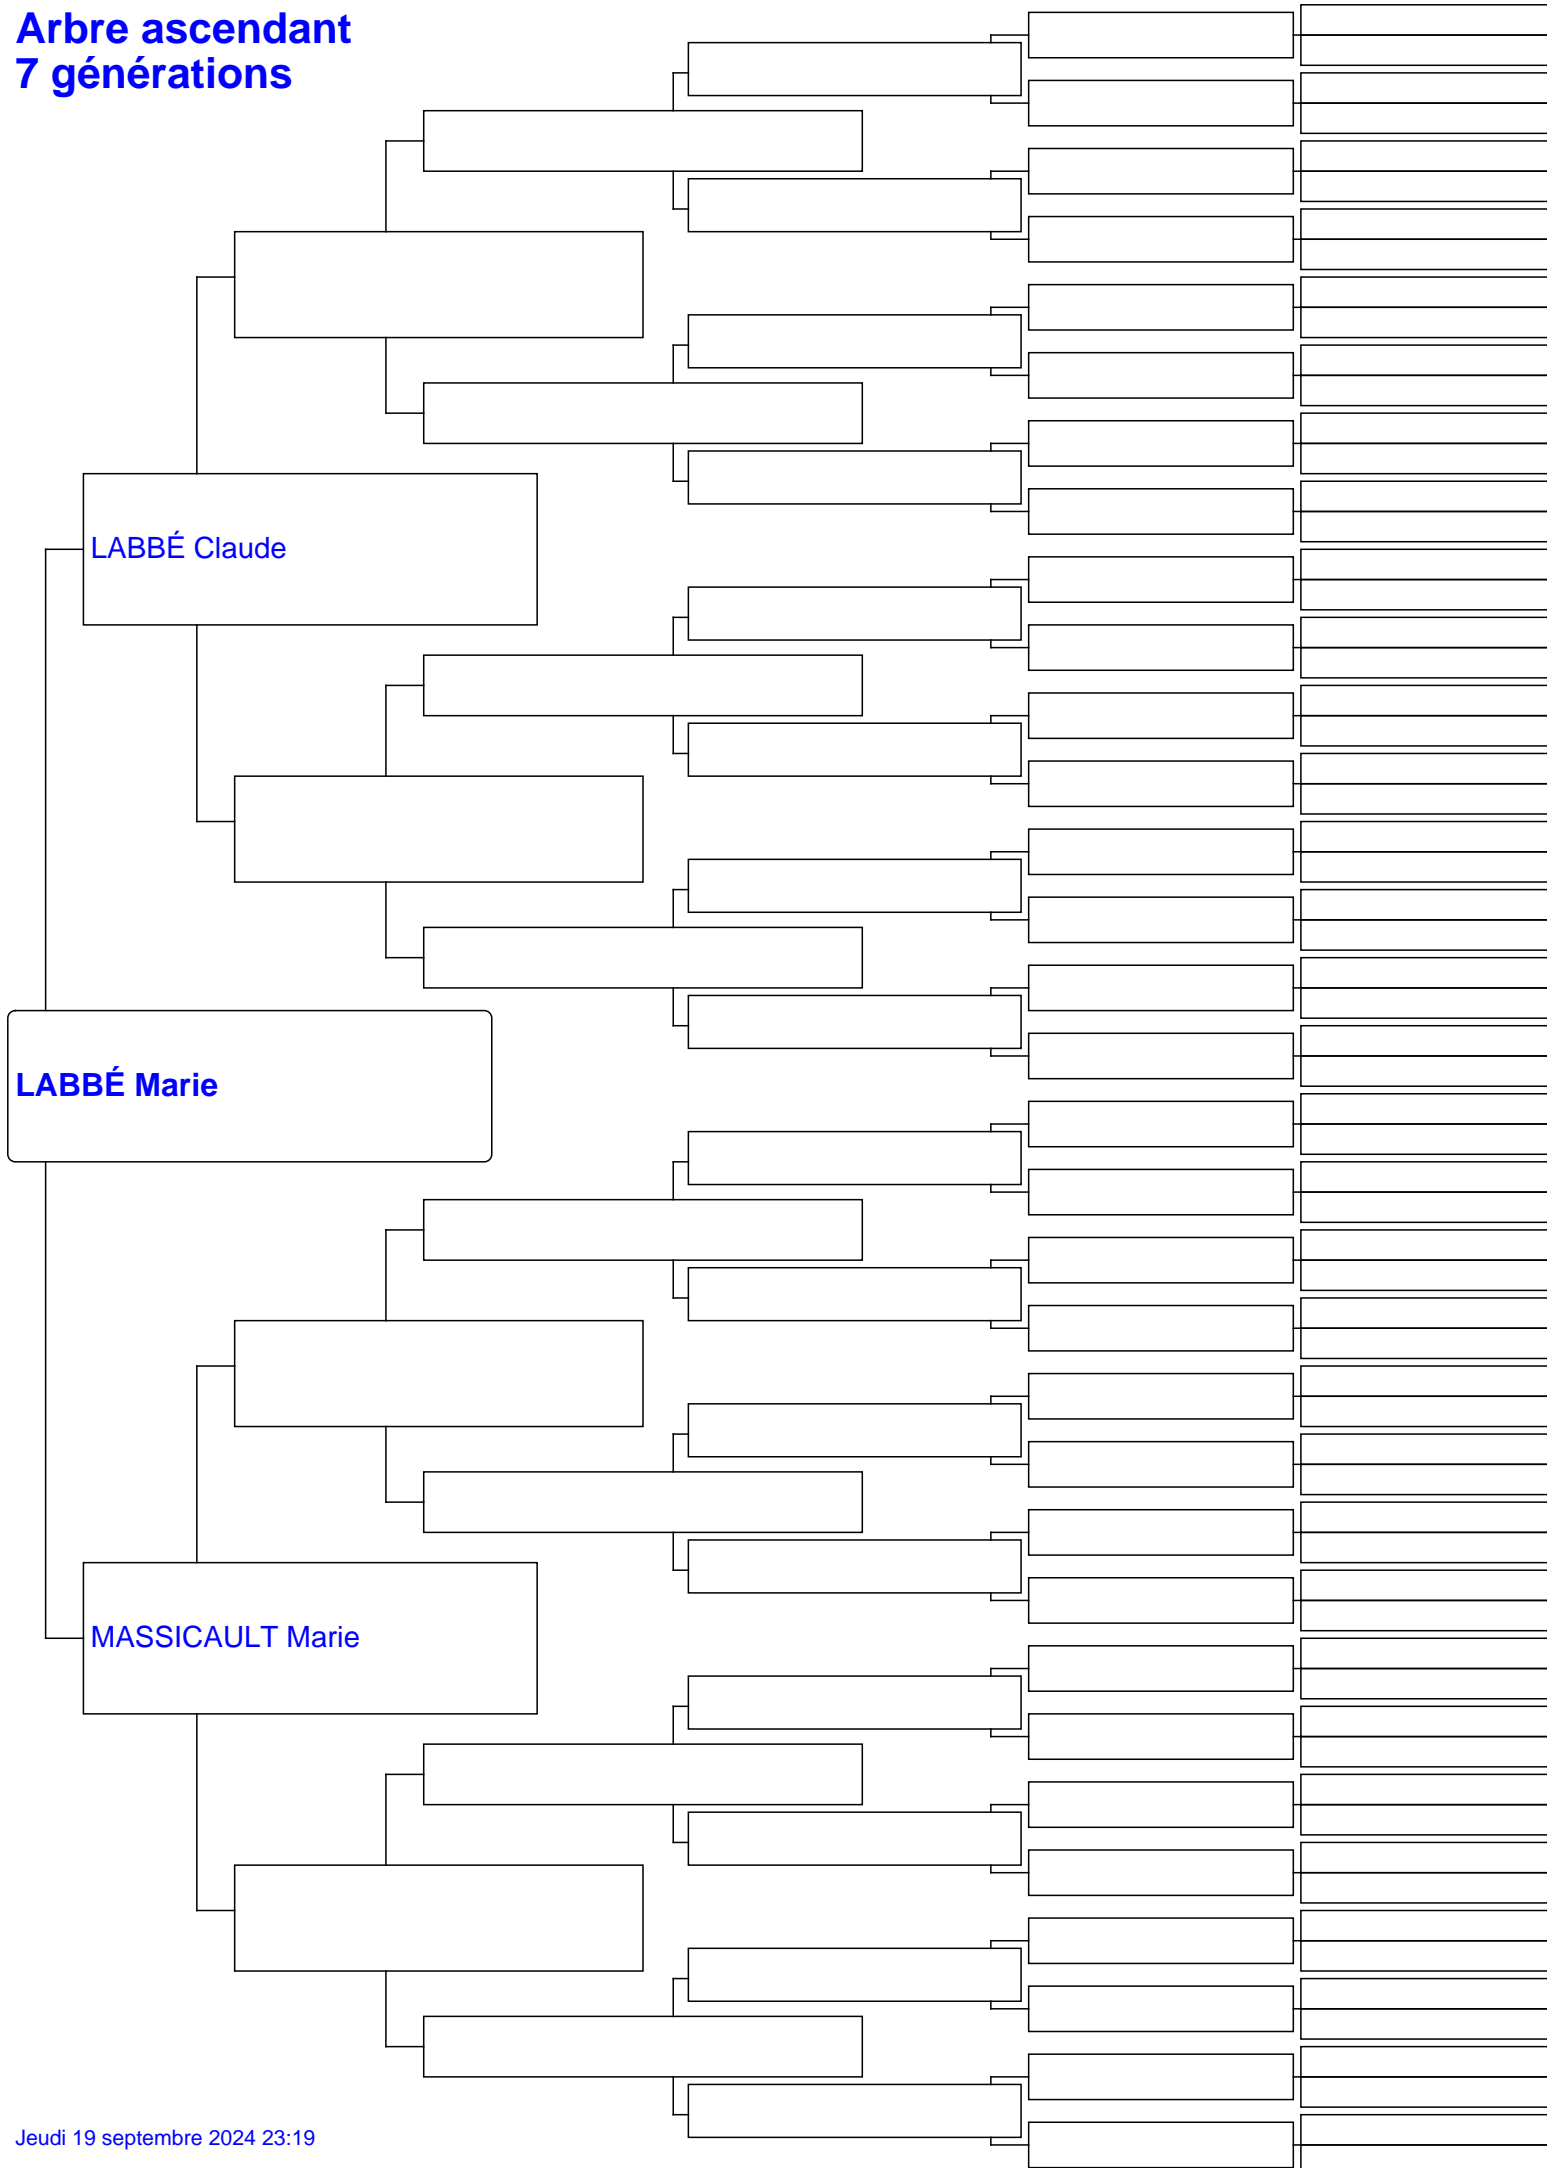 Arbre ascendant
7 générations
LABBÉ Claude
LABBÉ Marie
MASSICAULT Marie
Jeudi 19 septembre 2024 23:19